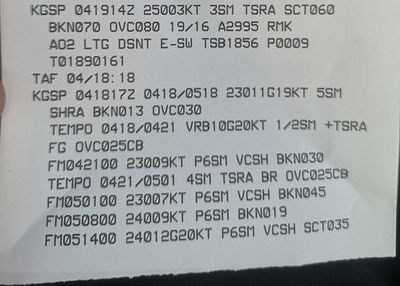 KGSP 041914Z 25003KT 3SM TSRA SCT060
BKN070 OVC080 19/16 A2995 RMK
AO2 LTG DSNT E-SW TSB1856 P0009
T01890161
TAF 04/18:18
KGSP 041817Z 0418/0518 23011G19KT 5SM
SHRA BKN013 OVC030
TEMPO 0418/0421 VRB10G20KT 1/2SM +TSRA
FG OVC025CB
FM042100 23009KT P6SM VCSH BKN030
TEMPO 0421/0501 4SM TSRA BR OVC025CB
FM050100 23007KT P6SM VCSH BKN045
FM050800 24009KT P6SM BKN019
FM051400 24012G20KT P6SM VCSH SCT035